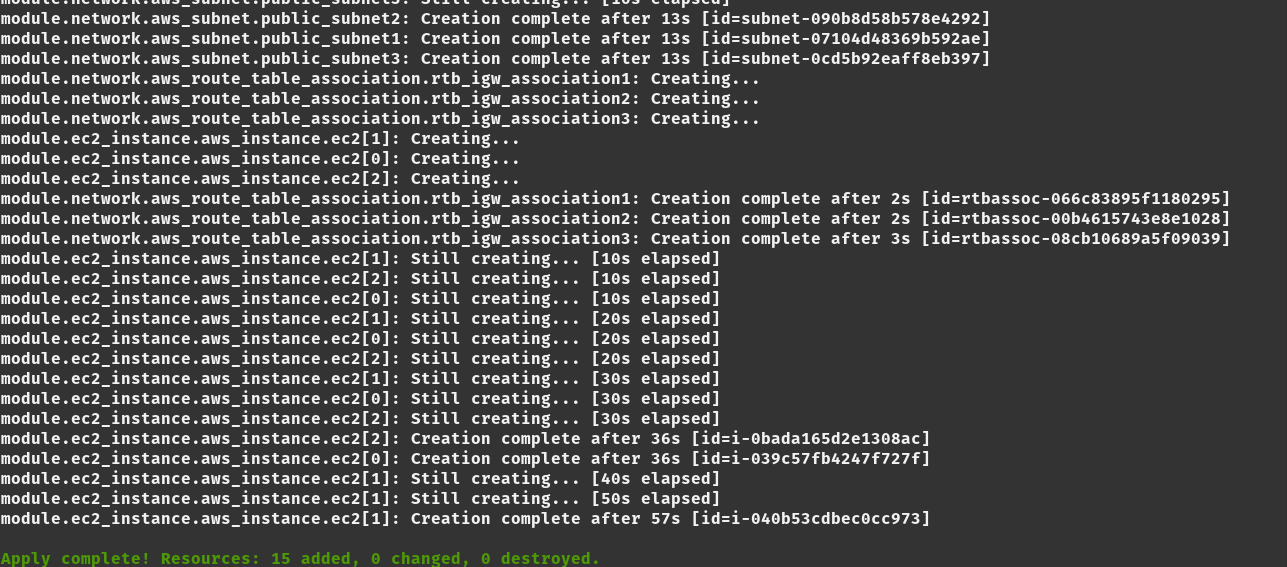 module.network.aws_subnet.public_subnet3: Still creating... [10s elapsed]
module.network.aws_subnet.public_subnet2: Creation complete after 13s [id=subnet-090b8d58b578e4292]
module.network.aws_subnet.public_subnet1: Creation complete after 13s [id=subnet-07104d48369b592ae]
module.network.aws_subnet.public_subnet3: Creation complete after 13s [id=subnet-0cd5b92eaff8eb397]
module.network.aws_route_table_association.rtb_igw_association1: Creating...
module.network.aws_route_table_association.rtb_igw_association2: Creating...
module.network.aws_route_table_association.rtb_igw_association3: Creating...
module.ec2_instance.aws_instance.ec2[1]: Creating...
module.ec2_instance.aws_instance.ec2[0]: Creating...
module.ec2_instance.aws_instance.ec2[2]: Creating...
module.network.aws_route_table_association.rtb_igw_association1: Creation complete after 2s [id=rtbassoc-066c83895f1180295]
module.network.aws_route_table_association.rtb_igw_association2: Creation complete after 2s [id=rtbassoc-00b4615743e8e1028]
module.network.aws_route_table_association.rtb_igw_association3: Creation complete after 3s [id=rtbassoc-08cb10689a5f09039]
module.ec2_instance.aws_instance.ec2[1]: Still creating... [10s elapsed]
module.ec2_instance.aws_instance.ec2[2]: Still creating... [10s elapsed]
module.ec2_instance.aws_instance.ec2[0]: Still creating... [10s elapsed]
module.ec2_instance.aws_instance.ec2[1]: Still creating... [20s elapsed]
module.ec2_instance.aws_instance.ec2[0]: Still creating... [20s elapsed]
module.ec2_instance.aws_instance.ec2[2]: Still creating... [20s elapsed]
module.ec2_instance.aws_instance.ec2[1]: Still creating... [30s elapsed]
module.ec2_instance.aws_instance.ec2[0]: Still creating... [30s elapsed]
module.ec2_instance.aws_instance.ec2[2]: Still creating... [30s elapsed]
module.ec2_instance.aws_instance.ec2[2]: Creation complete after 36s [id=i-0bada165d2e1308ac]
module.ec2_instance.aws_instance.ec2[0]: Creation complete after 36s [id=i-039c57fb4247f727f]
module.ec2_instance.aws_instance.ec2[1]: Still creating... [40s elapsed]
module.ec2_instance.aws_instance.ec2[1]: Still creating... [50s elapsed]
module.ec2_instance.aws_instance.ec2[1]: Creation complete after 57s [id=i-040b53cdbec0cc973]
Apply complete! Resources: 15 added, 0 changed, 0 destroyed.